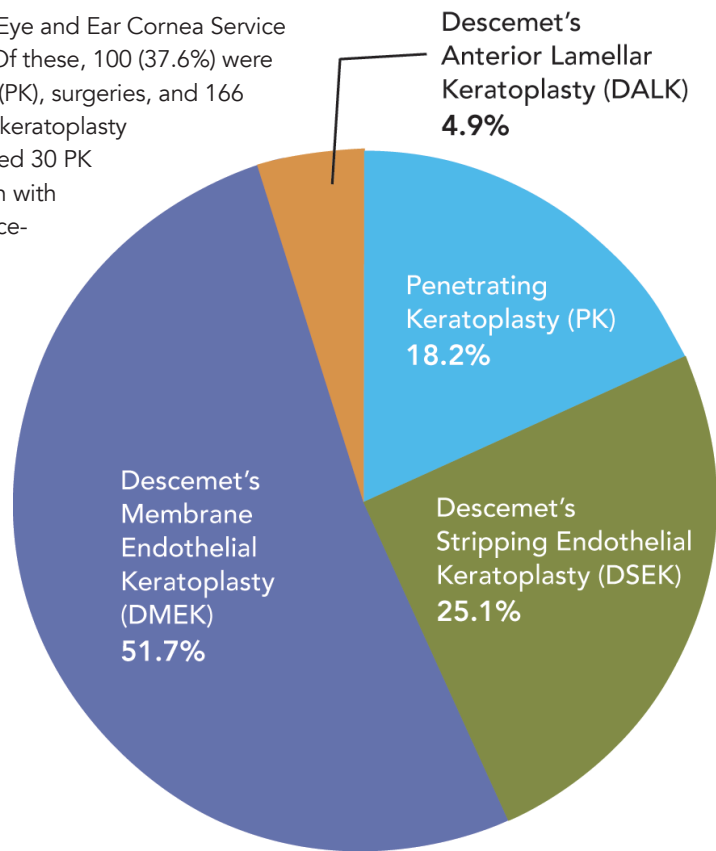 Eye and Ear Cornea Service
Of these, 100 (37.6%) were
(PK), surgeries, and 166
keratoplasty
ed 30 PK
with
ce-
Descemet’s
Anterior Lamellar
Keratoplasty (DALK)
4.9%
Penetrating
Keratoplasty (PK)
18.2%
Descemet’s
Stripping Endothelial
Keratoplasty (DSEK)
25.1%
Descemet’s
Membrane
Endothelial
Keratoplasty
(DMEK)
51.7%